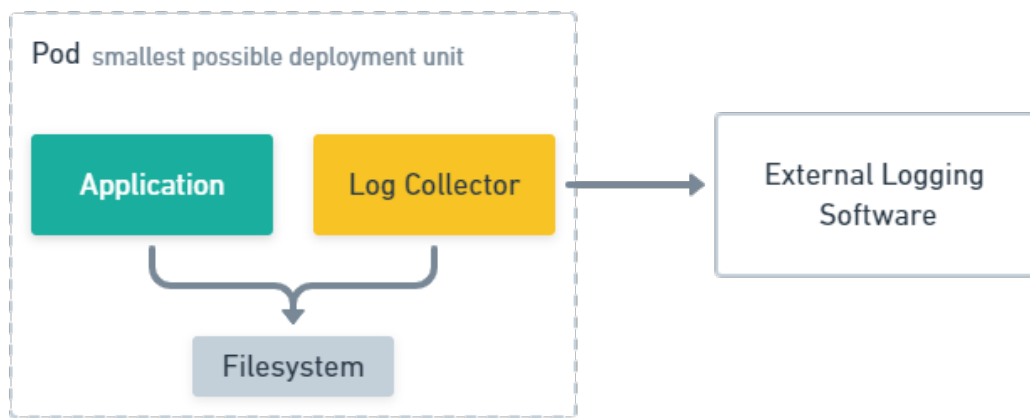 Pod smallest possible deployment unit
Application
Log Collector
External Logging
Software
Filesystem